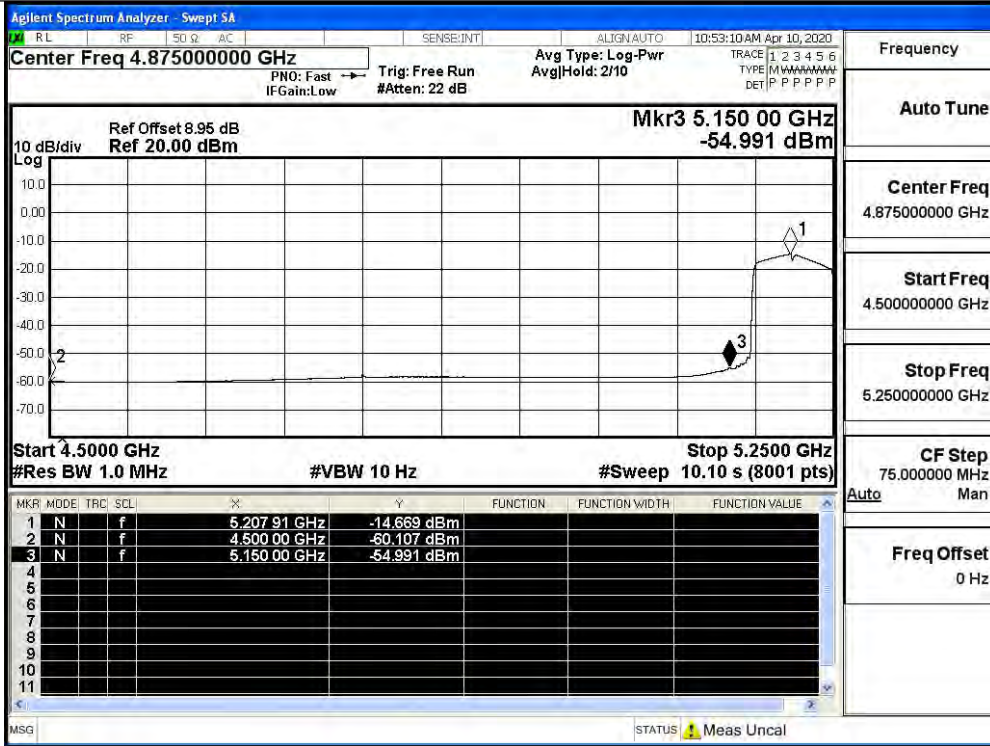 Agilent Spectrum Analyzer - Swept SA
LXI RL RF 50 Ω AC SENSE:INT ALIGN AUTO 10:53:10 AM Apr 10, 2020
Center Freq 4.875000000 GHz
PNO: Fast
IFGain:Low
Trig: Free Run
#Atten: 22 dB
Avg Type: Log-Pwr
Avg|Hold: 2/10
TRACE 1 2 3 4 5 6
TYPE MWWWWW
DET P P P P P P
Ref Offset 8.95 dB
10 dB/div Ref 20.00 dBm
Log
Mkr3 5.150 00 GHz
-54.991 dBm
10.0
0.00
-10.0
-20.0
-30.0
-40.0
-50.0
-60.0
-70.0
1
2
3
Start 4.5000 GHz Stop 5.2500 GHz
#Res BW 1.0 MHz #VBW 10 Hz #Sweep 10.10 s (8001 pts)
MKR MODE TRC SCL X Y FUNCTION FUNCTION WIDTH FUNCTION VALUE
1 N f 5.207 91 GHz -14.669 dBm
2 N f 4.500 00 GHz -60.107 dBm
3 N f 5.150 00 GHz -54.991 dBm
4
5
6
7
8
9
10
11
MSG STATUS Meas Uncal
Frequency
Auto Tune
Center Freq
4.875000000 GHz
Start Freq
4.500000000 GHz
Stop Freq
5.250000000 GHz
CF Step
75.000000 MHz
Auto Man
Freq Offset
0 Hz